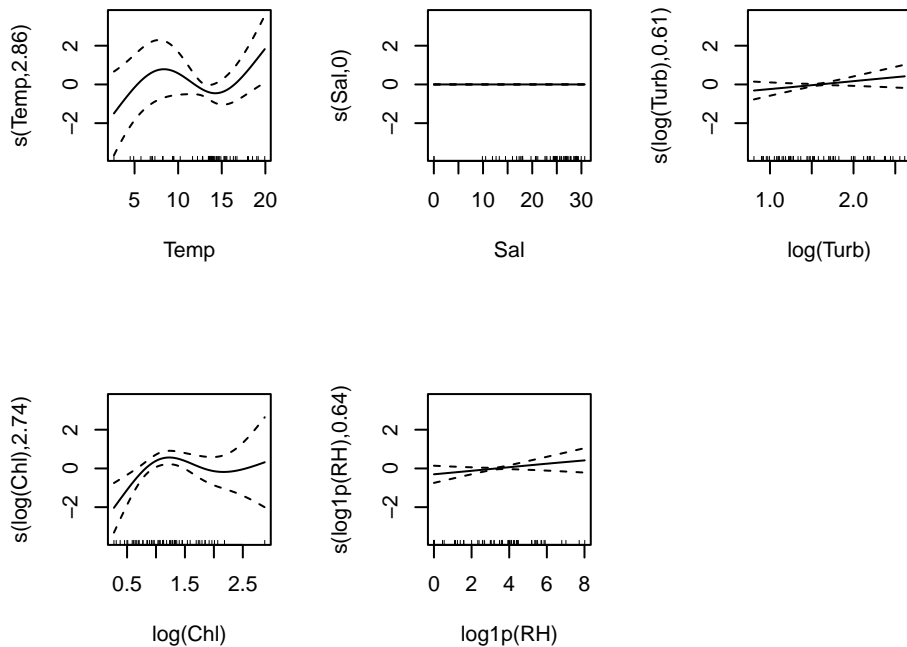 s(Temp,2.86)
2
0
−2
5 10 15 20
Temp
s(Sal,0)
2
0
−2
0 10 20 30
Sal
s(log(Turb),0.61)
2
0
−2
1.0 2.0
log(Turb)
s(log(Chl),2.74)
2
0
−2
0.5 1.5 2.5
log(Chl)
s(log1p(RH),0.64)
2
0
−2
0 2 4 6 8
log1p(RH)